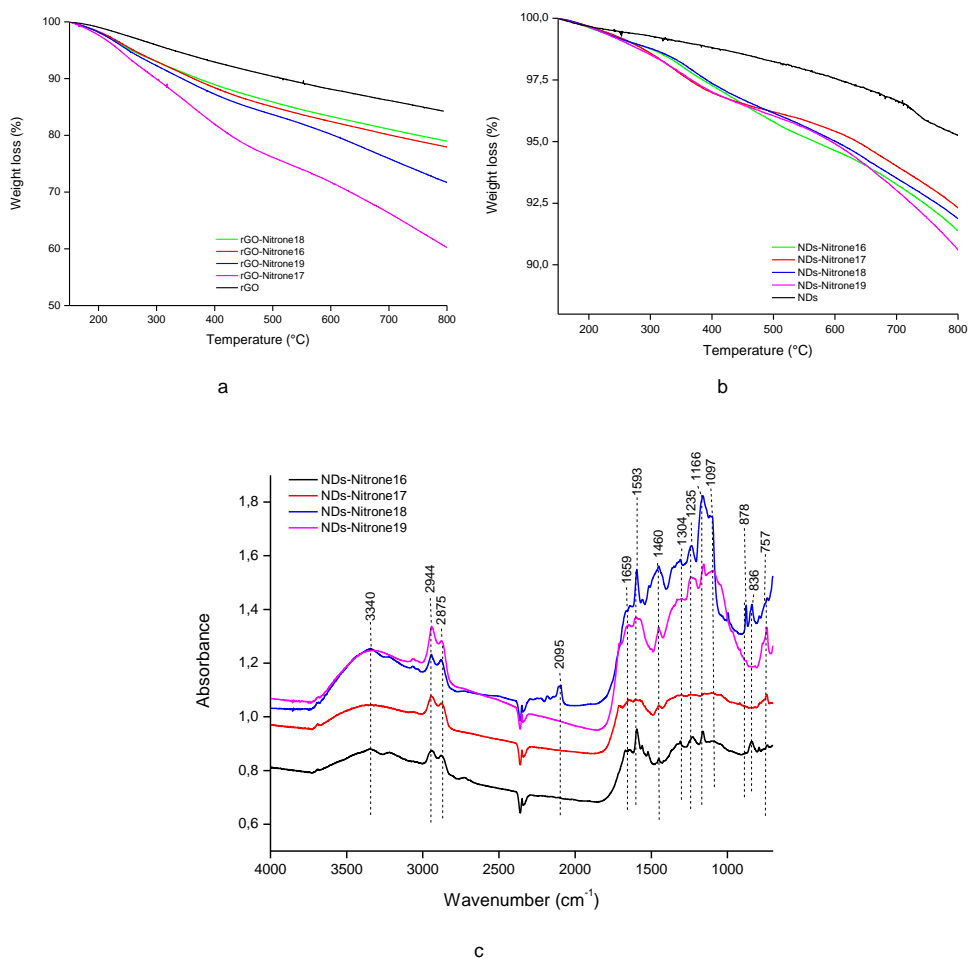 100
90
80
70
60
50
Weight loss (%)
200 300 400 500 600 700 800
Temperature (°C)
rGO-Nitrone18
rGO-Nitrone16
rGO-Nitrone19
rGO-Nitrone17
rGO
a
100,0
97,5
95,0
92,5
90,0
Weight loss (%)
200 300 400 500 600 700 800
Temperature (°C)
NDs-Nitrone16
NDs-Nitrone17
NDs-Nitrone18
NDs-Nitrone19
NDs
b
NDs-Nitrone16
NDs-Nitrone17
NDs-Nitrone18
NDs-Nitrone19
1,8
1,6
1,4
1,2
1,0
0,8
0,6
Absorbance
3340
2944
2875
2095
1659
1593
1460
1304
1235
1166
1097
878
836
757
4000 3500 3000 2500 2000 1500 1000
Wavenumber (cm⁻¹)
c